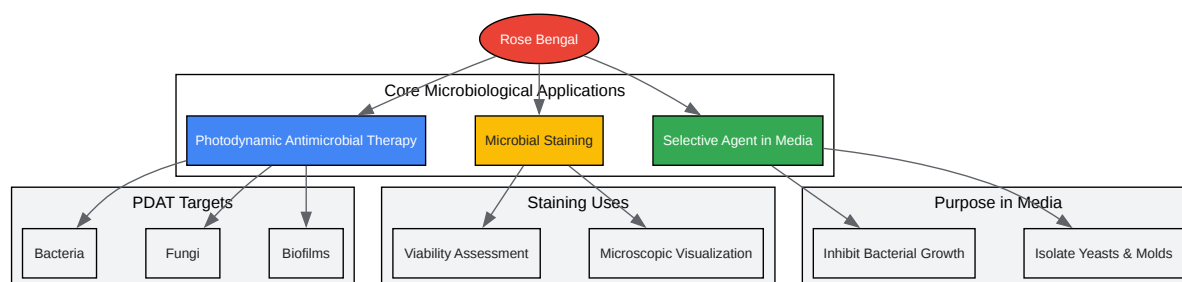 Rose Bengal
Core Microbiological Applications
Photodynamic Antimicrobial Therapy
Microbial Staining
Selective Agent in Media
PDAT Targets
Staining Uses
Purpose in Media
Bacteria
Fungi
Biofilms
Viability Assessment
Microscopic Visualization
Inhibit Bacterial Growth
Isolate Yeasts & Molds